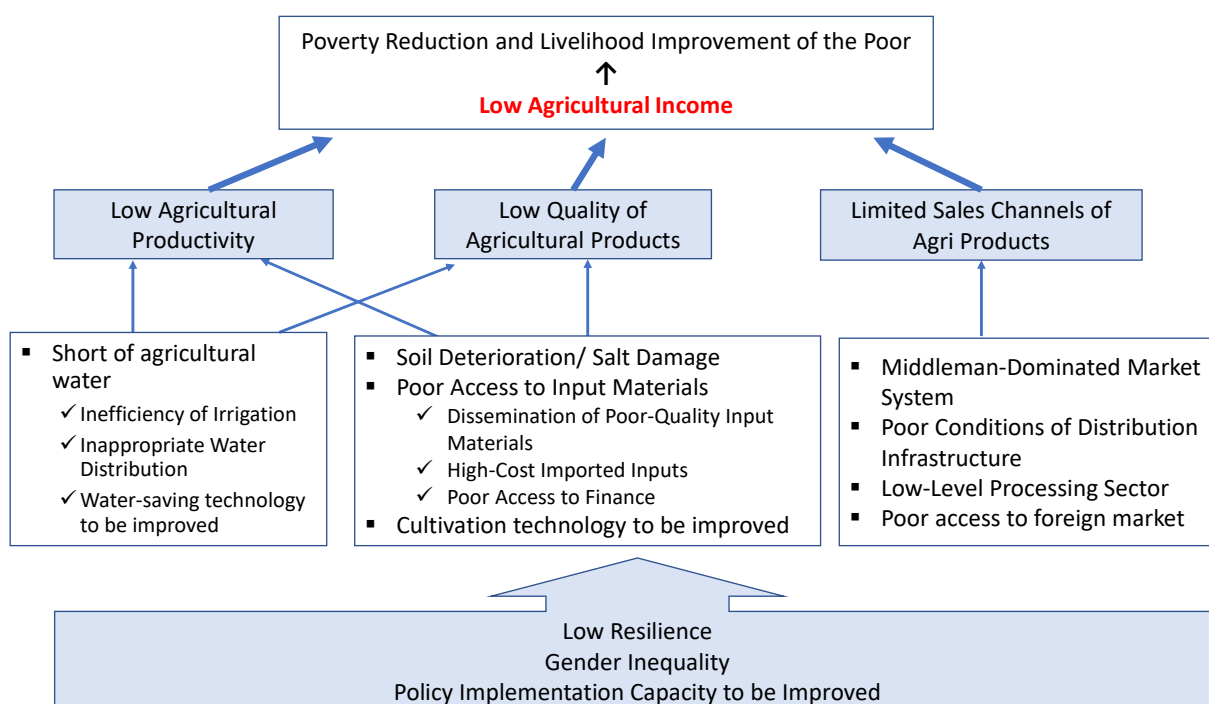 Poverty Reduction and Livelihood Improvement of the Poor
↑
Low Agricultural Income
Low Agricultural
Productivity
Low Quality of
Agricultural Products
Limited Sales Channels of
Agri Products
▪ Short of agricultural
water
✓ Inefficiency of Irrigation
✓ Inappropriate Water
Distribution
✓ Water-saving technology
to be improved
▪ Soil Deterioration/ Salt Damage
▪ Poor Access to Input Materials
✓ Dissemination of Poor-Quality Input
Materials
✓ High-Cost Imported Inputs
✓ Poor Access to Finance
▪ Cultivation technology to be improved
▪ Middleman-Dominated Market
System
▪ Poor Conditions of Distribution
Infrastructure
▪ Low-Level Processing Sector
▪ Poor access to foreign market
Low Resilience
Gender Inequality
Policy Implementation Capacity to be Improved